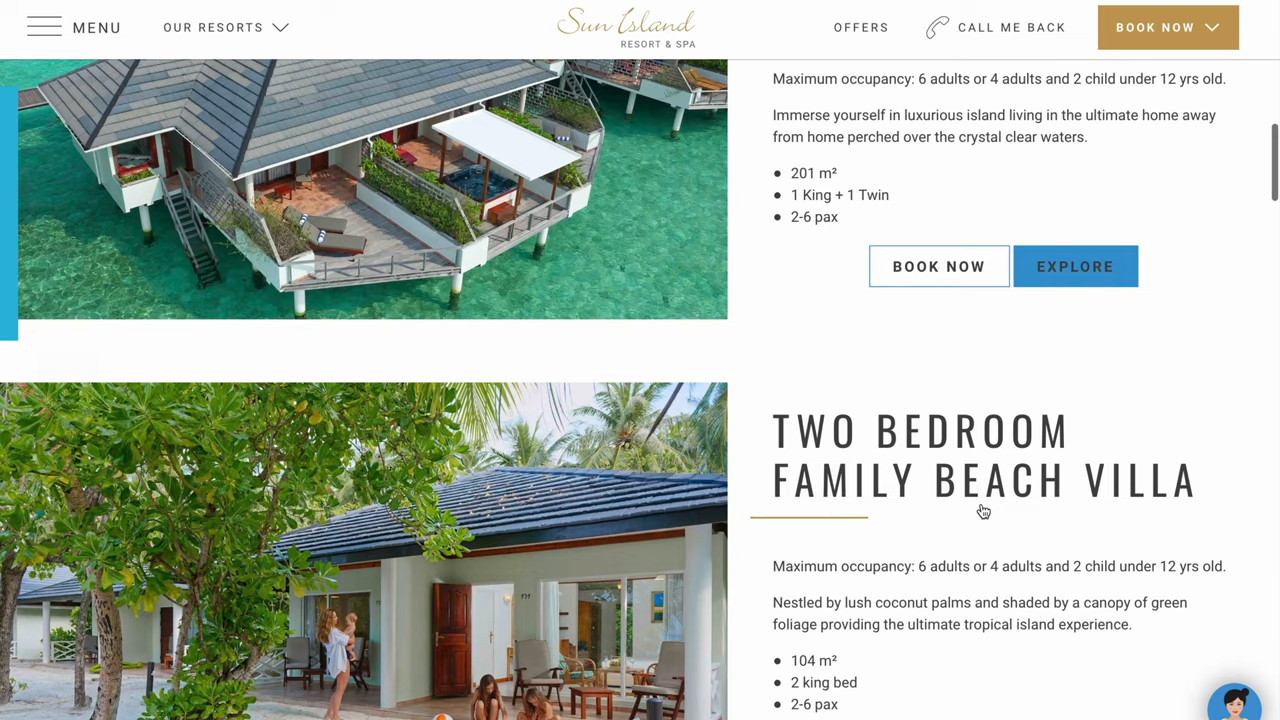 MENU
OUR RESORTS
Sun Island
RESORT & SPA
OFFERS
CALL ME BACK
BOOK NOW
Maximum occupancy: 6 adults or 4 adults and 2 child under 12 yrs old.
Immerse yourself in luxurious island living in the ultimate home away
from home perched over the crystal clear waters.
● 201 m²
● 1 King + 1 Twin
● 2-6 pax
BOOK NOW
EXPLORE
TWO BEDROOM
FAMILY BEACH VILLA
Maximum occupancy: 6 adults or 4 adults and 2 child under 12 yrs old.
Nestled by lush coconut palms and shaded by a canopy of green
foliage providing the ultimate tropical island experience.
● 104 m²
● 2 king bed
● 2-6 pax